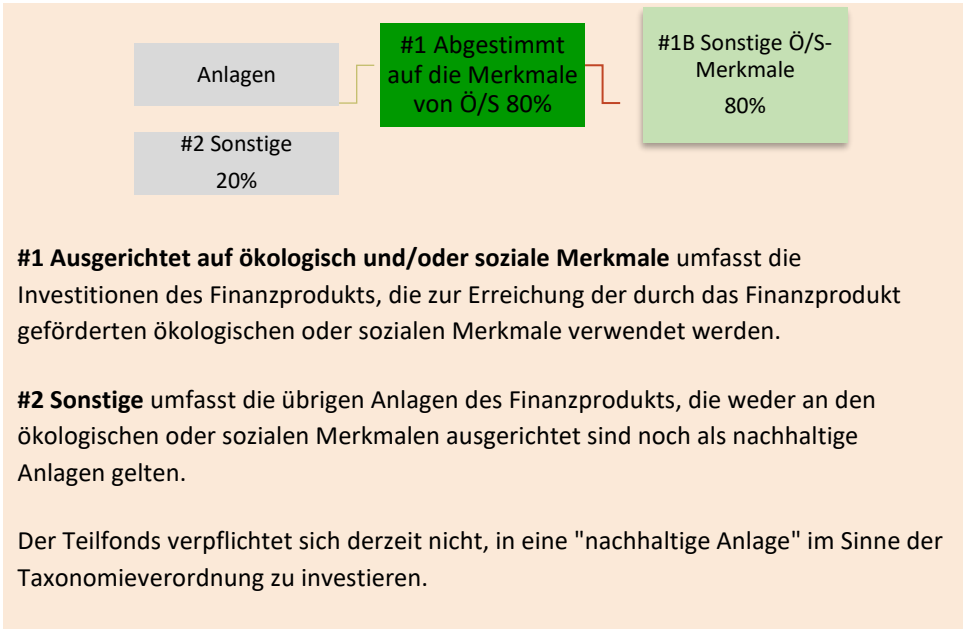 Anlagen
#1 Abgestimmt
auf die Merkmale
von Ö/S 80%
#1B Sonstige Ö/S-
Merkmale
80%
#2 Sonstige
20%
#1 Ausgerichtet auf ökologisch und/oder soziale Merkmale umfasst die
Investitionen des Finanzprodukts, die zur Erreichung der durch das Finanzprodukt
geförderten ökologischen oder sozialen Merkmale verwendet werden.
#2 Sonstige umfasst die übrigen Anlagen des Finanzprodukts, die weder an den
ökologischen oder sozialen Merkmalen ausgerichtet sind noch als nachhaltige
Anlagen gelten.
Der Teilfonds verpflichtet sich derzeit nicht, in eine "nachhaltige Anlage" im Sinne der
Taxonomieverordnung zu investieren.